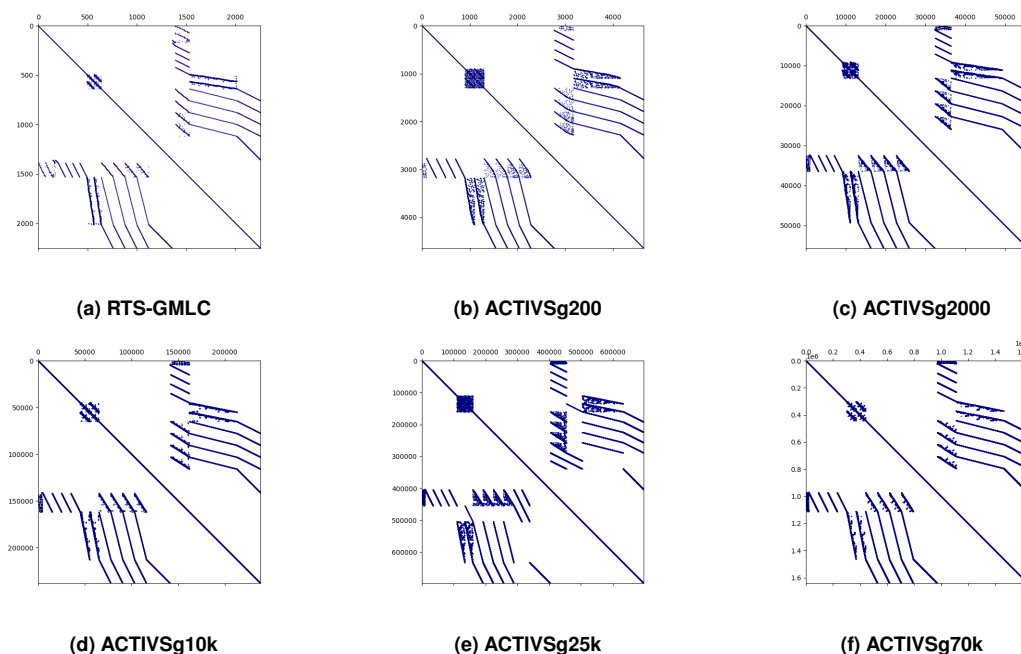 0 500 1000 1500 2000
0
500
1000
1500
2000
(a) RTS-GMLC
0 1000 2000 3000 4000
0
1000
2000
3000
4000
(b) ACTIVSg200
0 10000 20000 30000 40000 50000
0
10000
20000
30000
40000
50000
(c) ACTIVSg2000
0 50000 100000 150000 200000
0
50000
100000
150000
200000
(d) ACTIVSg10k
0 100000 200000 300000 400000 500000 600000
0
100000
200000
300000
400000
500000
600000
(e) ACTIVSg25k
0.0 0.2 0.4 0.6 0.8 1.0 1.2 1.4 1.6
1e6
0.0
0.2
0.4
0.6
0.8
1.0
1.2
1.4
1.6
(f) ACTIVSg70k